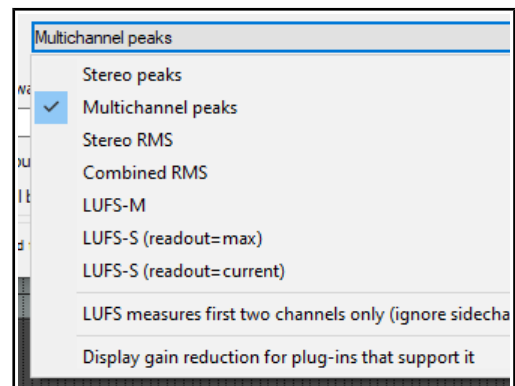 Multichannel peaks
Stereo peaks
Multichannel peaks
Stereo RMS
Combined RMS
LUFS-M
LUFS-S (readout=max)
LUFS-S (readout=current)
LUFS measures first two channels only (ignore sidecha
Display gain reduction for plug-ins that support it